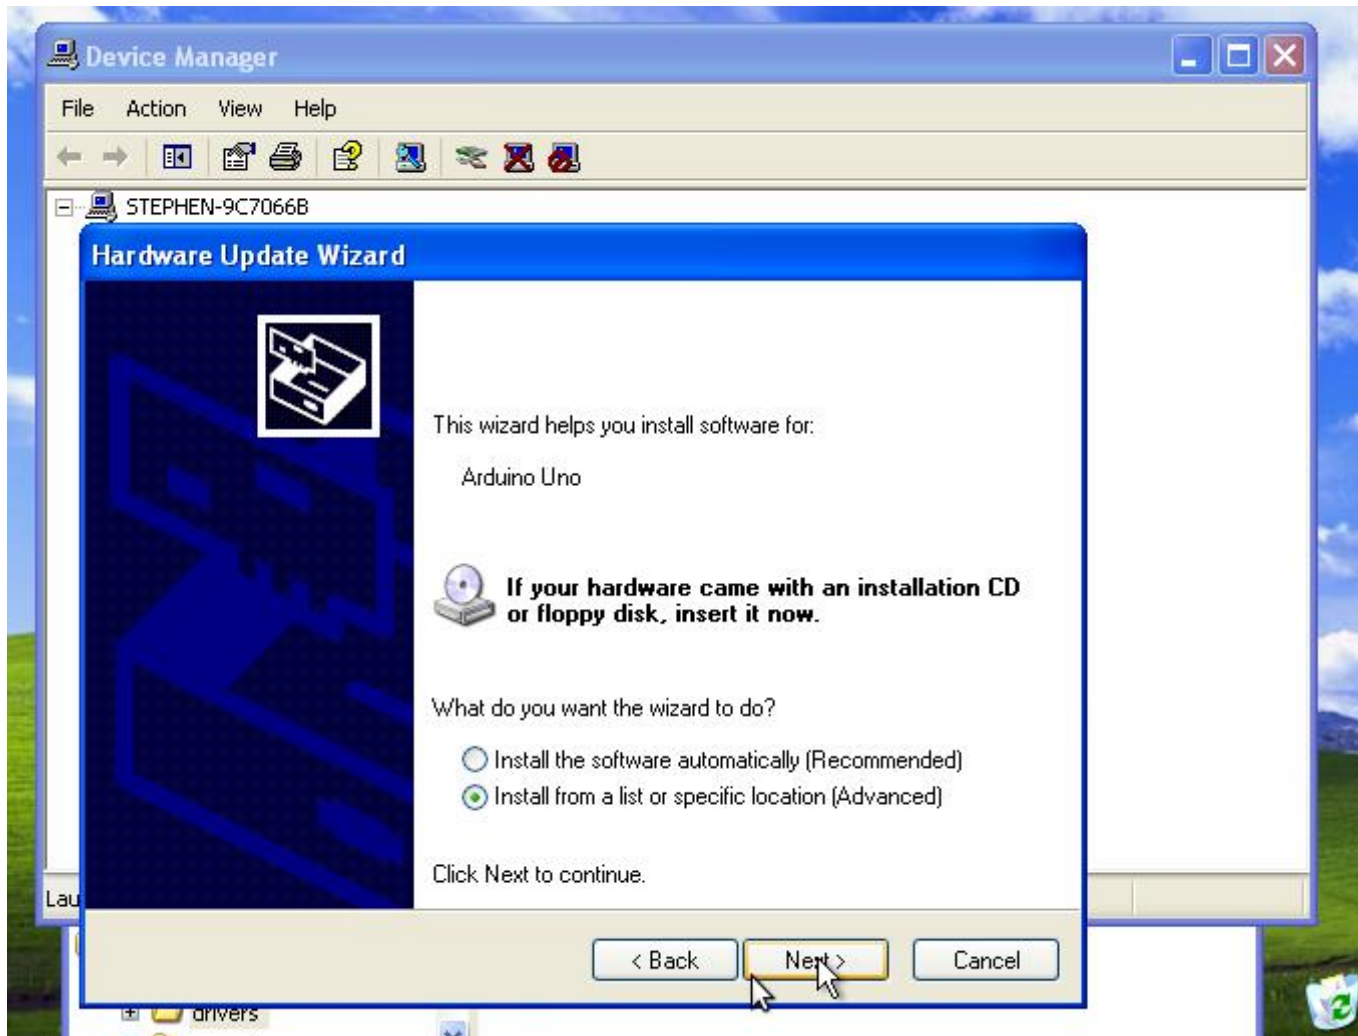 Device Manager
File Action View Help
STEPHEN-9C7066B
Hardware Update Wizard
This wizard helps you install software for:
Arduino Uno
If your hardware came with an installation CD
or floppy disk, insert it now.
What do you want the wizard to do?
Install the software automatically (Recommended)
Install from a list or specific location (Advanced)
Click Next to continue.
Lau
< Back Next > Cancel
drivers